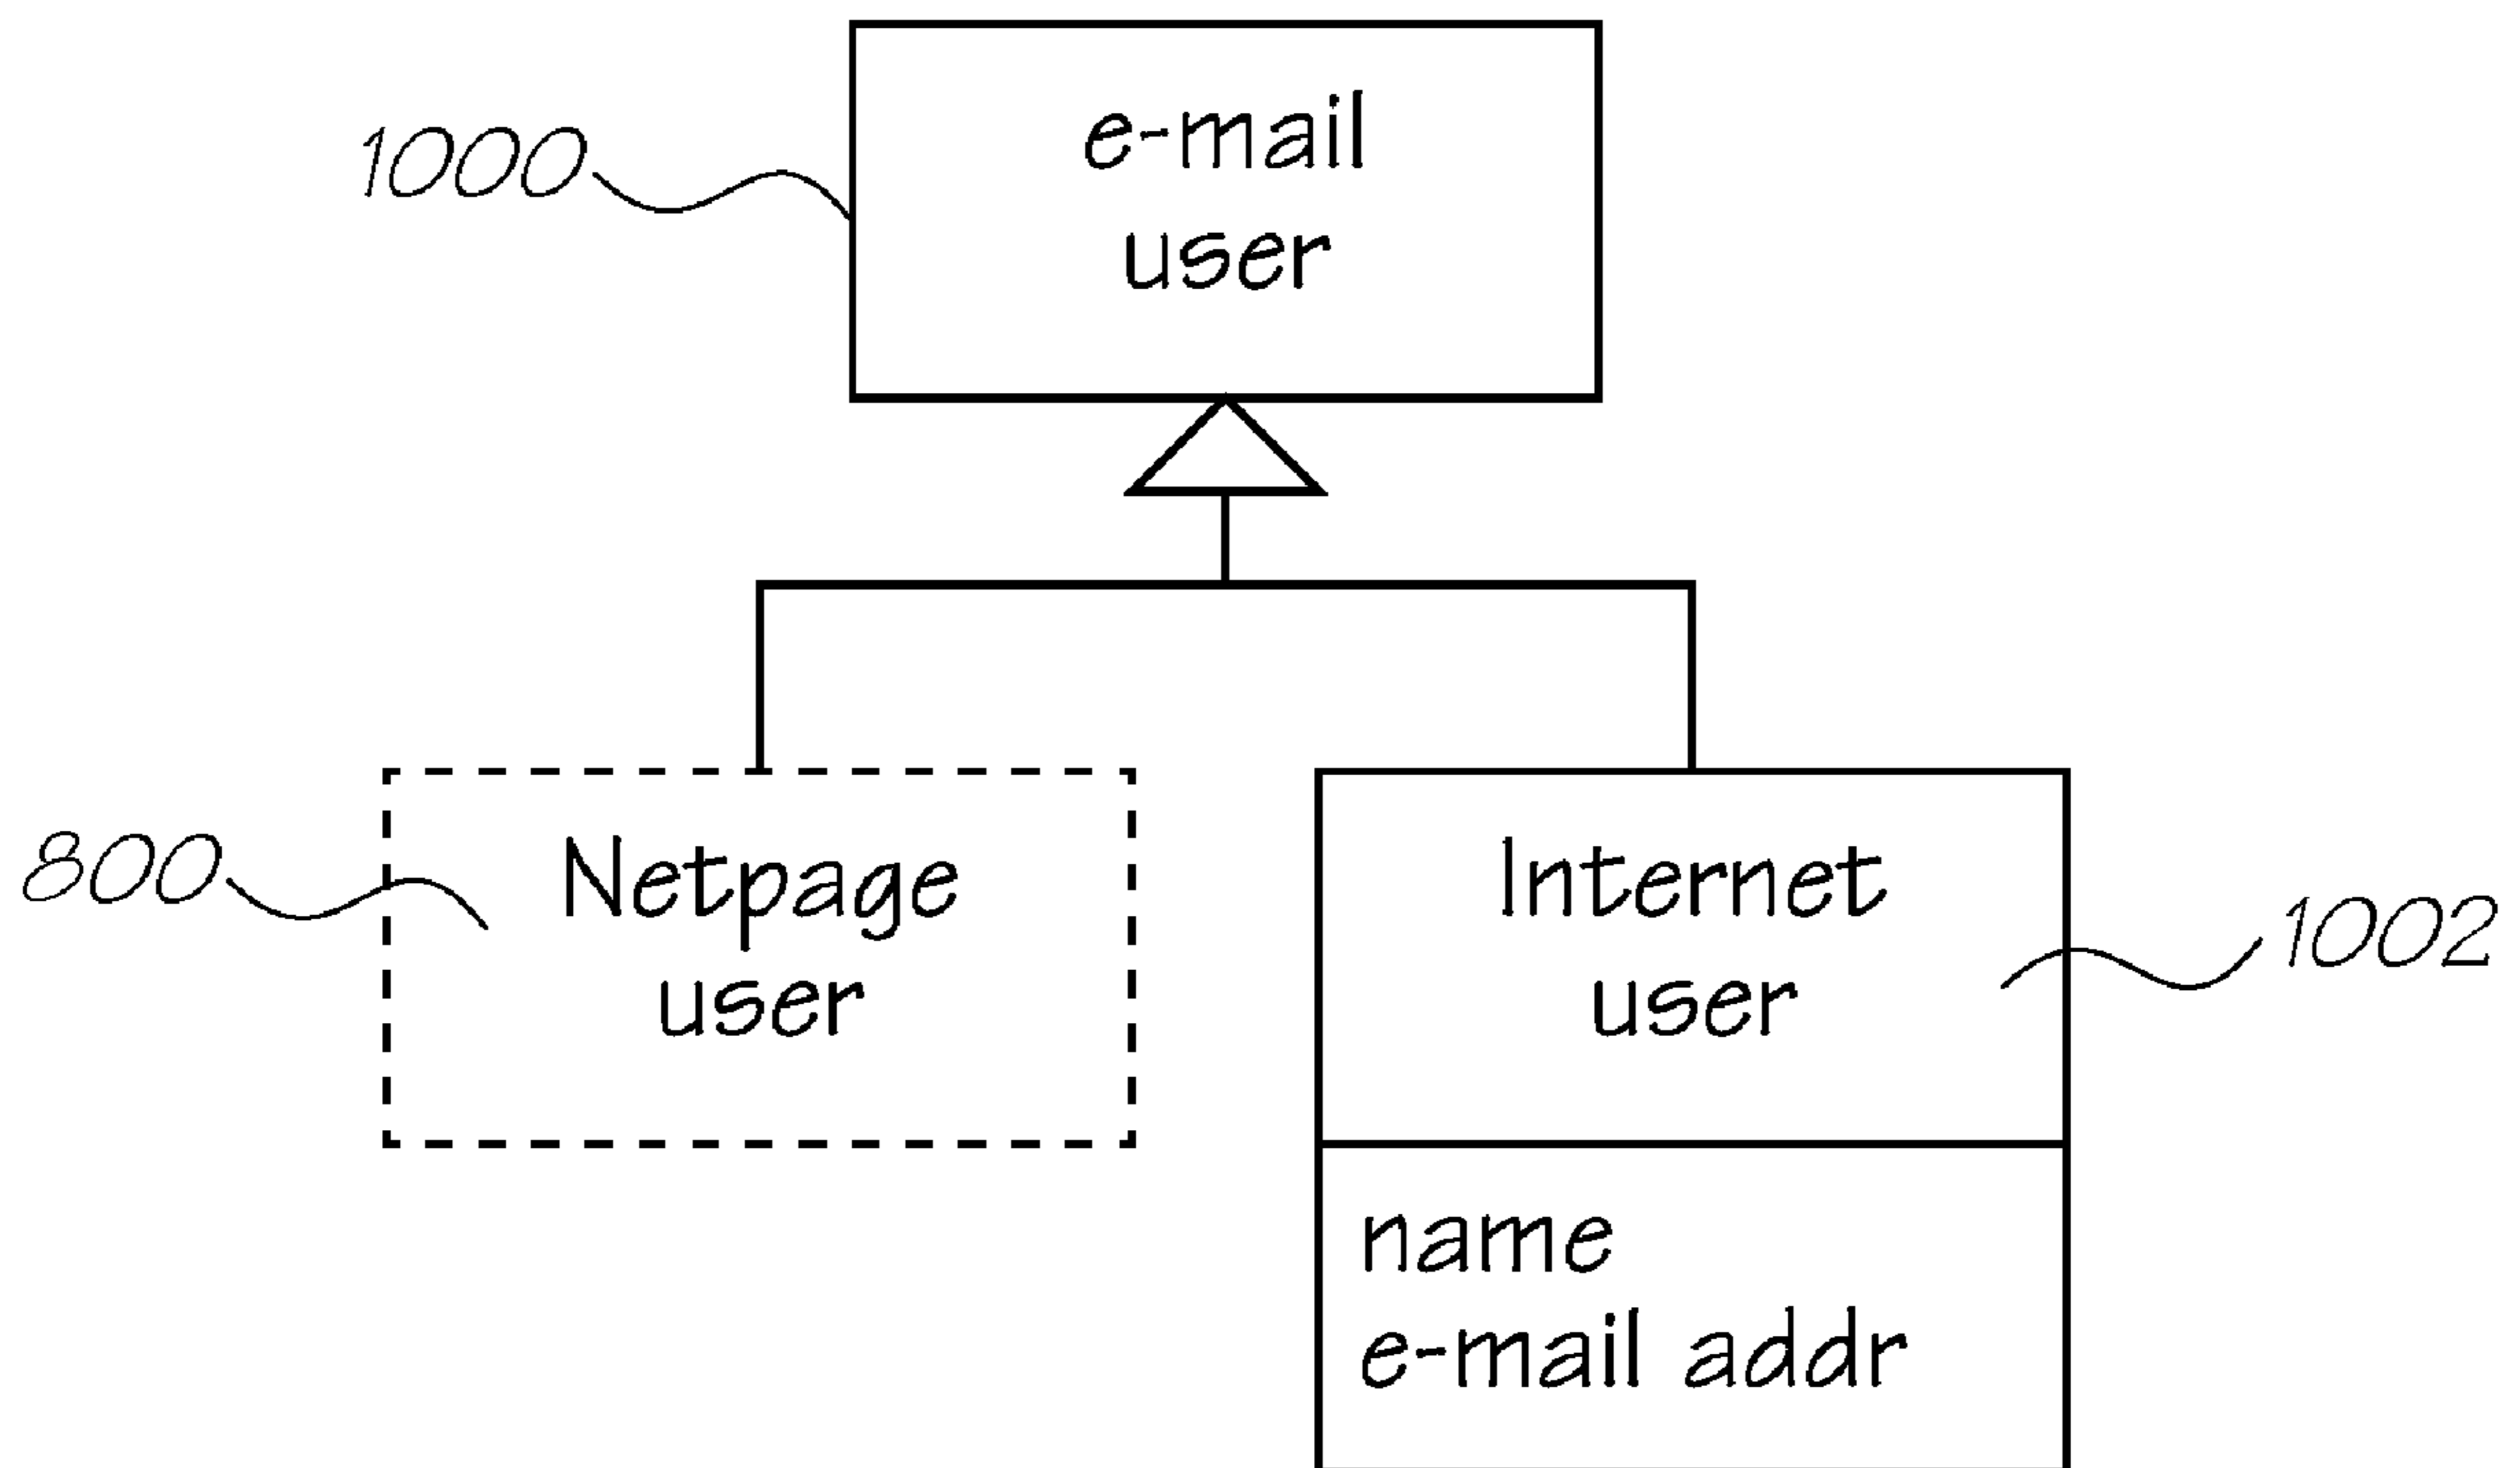 1000
e-mail
user
800
Netpage
user
Internet
user
1002
name
e-mail addr